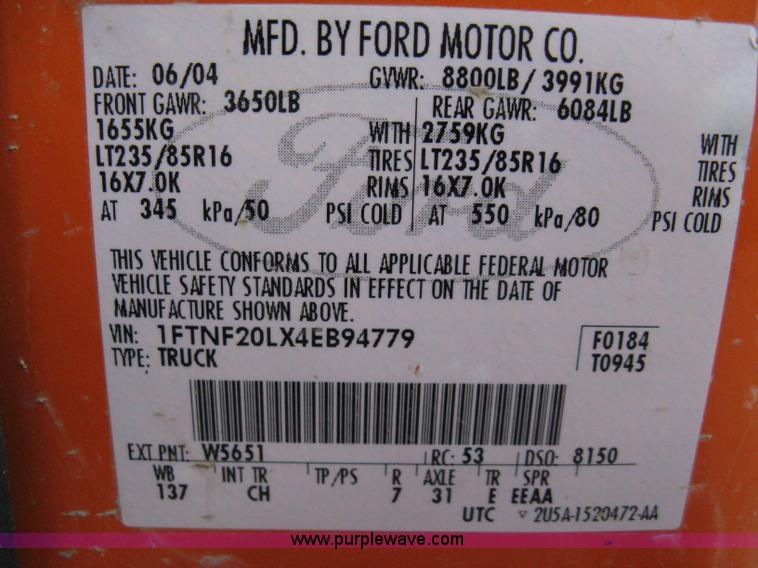 MFD. BY FORD MOTOR CO.
DATE: 06/04 GVWR: 8800LB/ 3991KG
FRONT GAWR: 3650LB REAR GAWR: 6084LB
1655KG WITH 2759KG WITH
LT235/85R16 TIRES LT235/85R16 TIRES
16X7.0K RIMS 16X7.0K RIMS
AT 345 kPa/50 PSI COLD AT 550 kPa/80 PSI COLD
Ford
THIS VEHICLE CONFORMS TO ALL APPLICABLE FEDERAL MOTOR
VEHICLE SAFETY STANDARDS IN EFFECT ON THE DATE OF
MANUFACTURE SHOWN ABOVE.
VIN: 1FTNF20LX4EB94779 F0184
TYPE: TRUCK T0945
EXT PNT: W5651 RC: 53 DSO: 8150
WB INT TR TP/PS R AXLE TR SPR
137 CH 7 31 E EEAA
UTC ▽ 2U5A-1520472-AA
www.purplewave.com